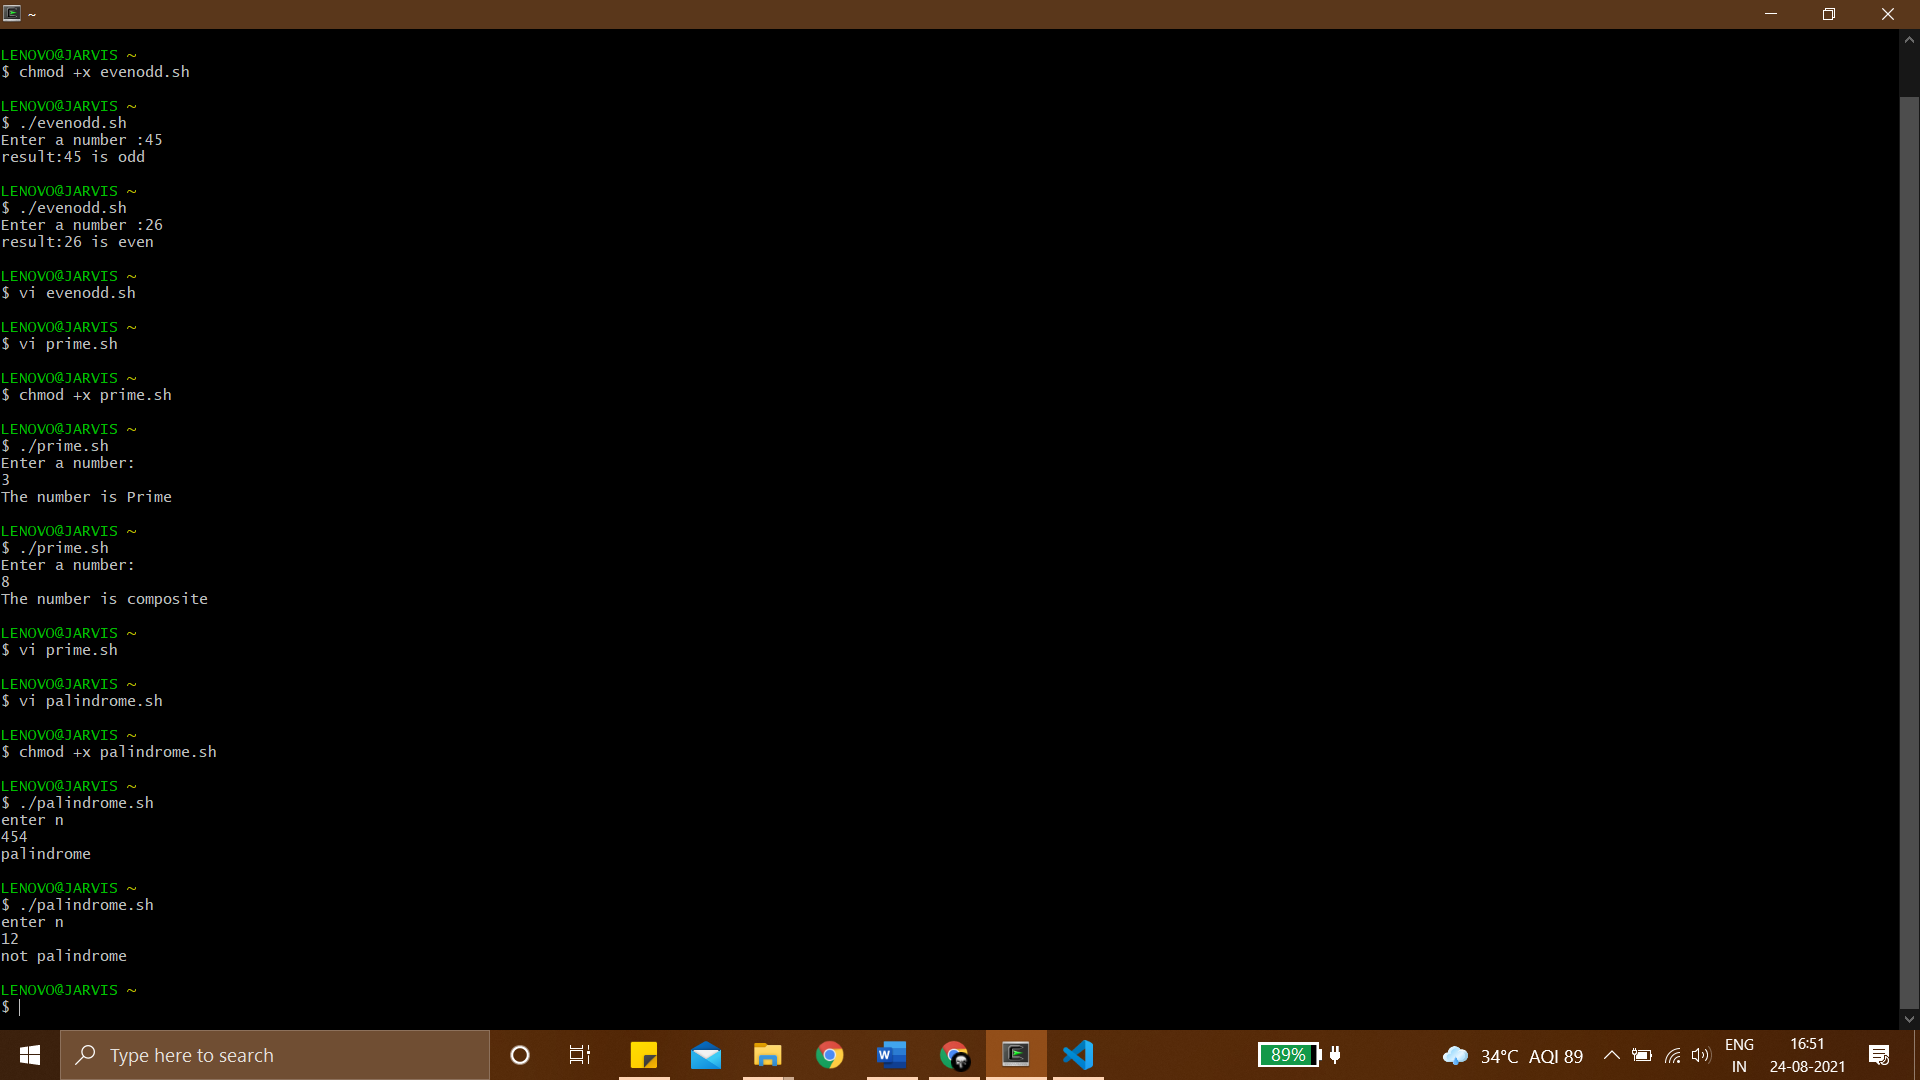 ~
LENOVO@JARVIS ~
$ chmod +x evenodd.sh
LENOVO@JARVIS ~
$ ./evenodd.sh
Enter a number :45
result:45 is odd
LENOVO@JARVIS ~
$ ./evenodd.sh
Enter a number :26
result:26 is even
LENOVO@JARVIS ~
$ vi evenodd.sh
LENOVO@JARVIS ~
$ vi prime.sh
LENOVO@JARVIS ~
$ chmod +x prime.sh
LENOVO@JARVIS ~
$ ./prime.sh
Enter a number:
3
The number is Prime
LENOVO@JARVIS ~
$ ./prime.sh
Enter a number:
8
The number is composite
LENOVO@JARVIS ~
$ vi prime.sh
LENOVO@JARVIS ~
$ vi palindrome.sh
LENOVO@JARVIS ~
$ chmod +x palindrome.sh
LENOVO@JARVIS ~
$ ./palindrome.sh
enter n
454
palindrome
LENOVO@JARVIS ~
$ ./palindrome.sh
enter n
12
not palindrome
LENOVO@JARVIS ~
$
Type here to search
89%
34°C AQI 89
ENG
IN
16:51
24-08-2021